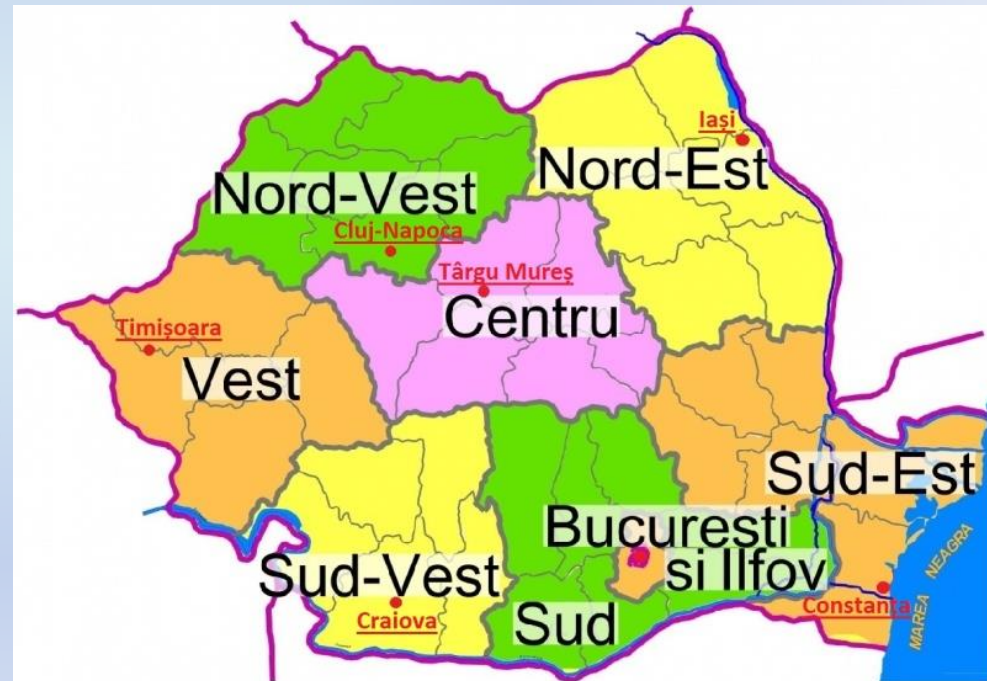 Iași
Nord-Est
Nord-Vest
Cluj-Napoca
Târgu Mureș
Centru
Timișoara
Vest
Sud-Est
Bucuresti
si Ilfov
Sud-Vest
Craiova
Sud
Constanța
MAREA NEAGRA